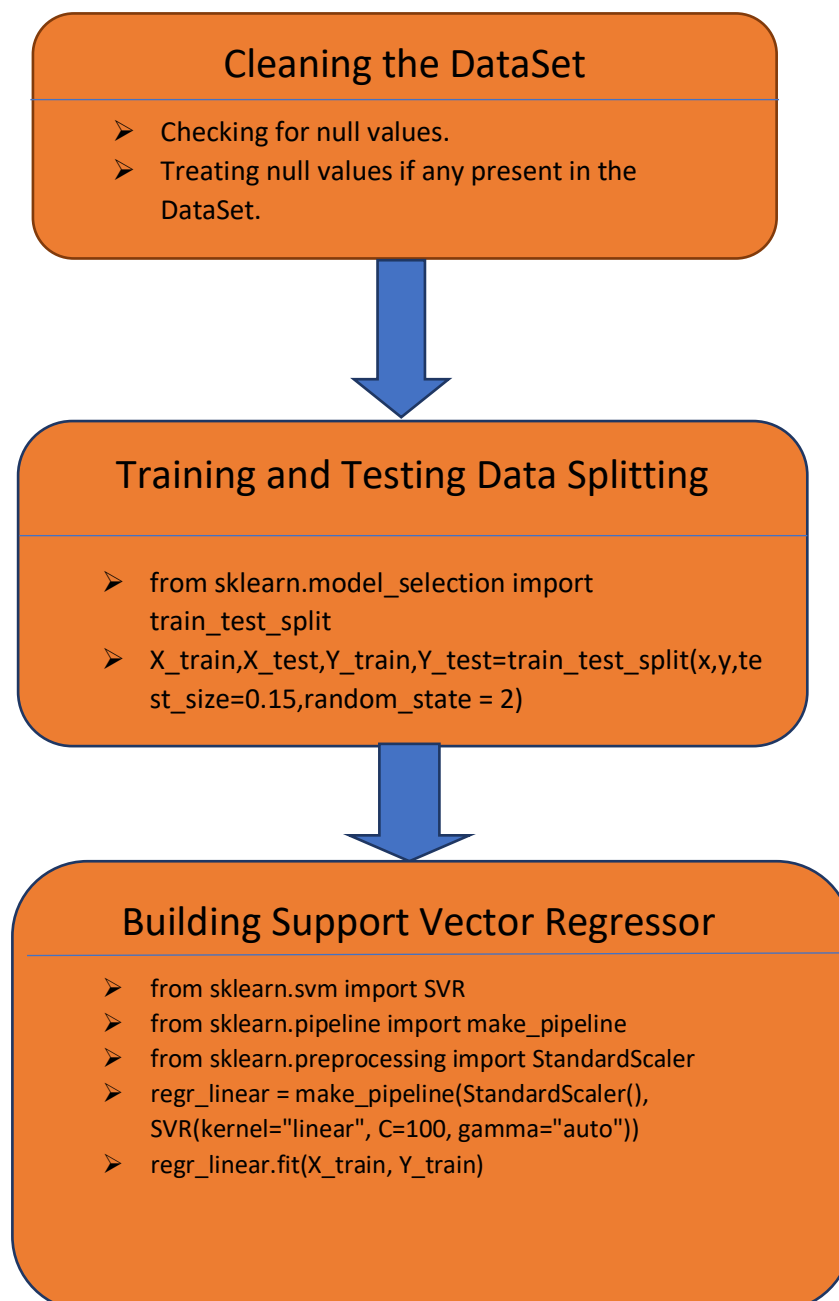 Cleaning the DataSet
➢ Checking for null values.
➢ Treating null values if any present in the
DataSet.
Training and Testing Data Splitting
➢ from sklearn.model_selection import
train_test_split
➢ X_train,X_test,Y_train,Y_test=train_test_split(x,y,te
st_size=0.15,random_state = 2)
Building Support Vector Regressor
➢ from sklearn.svm import SVR
➢ from sklearn.pipeline import make_pipeline
➢ from sklearn.preprocessing import StandardScaler
➢ regr_linear = make_pipeline(StandardScaler(),
SVR(kernel="linear", C=100, gamma="auto"))
➢ regr_linear.fit(X_train, Y_train)